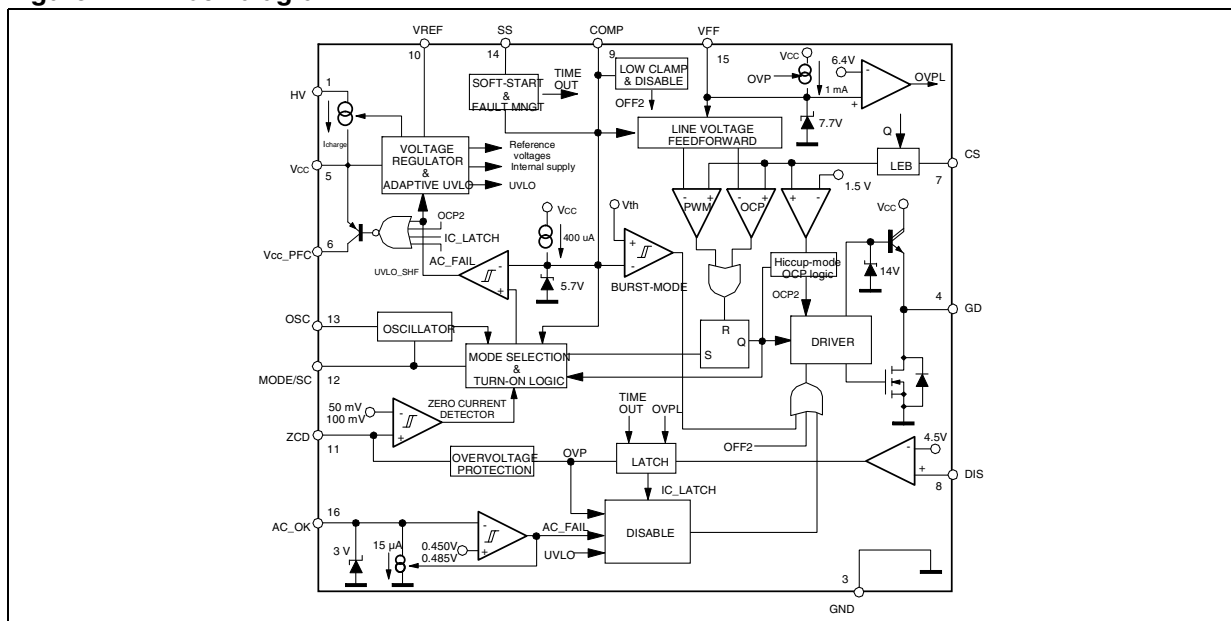 VREF
SS
COMP
VFF
10
14
9
15
Vcc
6.4V
OVP
1 mA
OVPL
-
+
7.7V
LOW CLAMP
& DISABLE
OFF2
SOFT-START
&
FAULT MNGT
TIME
OUT
1
HV
Icharge
LINE VOLTAGE
FEEDFORWARD
Q
LEB
CS
7
VOLTAGE
REGULATOR
&
ADAPTIVE UVLO
Reference
voltages
Internal supply
UVLO
Vcc
5
- +
PWM
- +
OCP
+ -
1.5 V
Vcc
14V
OCP2
IC_LATCH
AC_FAIL
UVLO_SHF
6
Vcc_PFC
Vcc
400 uA
5.7V
-
+
Vth
+
-
BURST-MODE
Hiccup-mode
OCP logic
OCP2
4
GD
OSC
13
OSCILLATOR
MODE/SC
12
MODE SELECTION
&
TURN-ON LOGIC
R
S
Q
DRIVER
50 mV
100 mV
-
+
ZERO CURRENT
DETECTOR
ZCD
11
TIME
OUT
OVPL
OFF2
4.5V
-
+
8
DIS
OVERVOLTAGE
PROTECTION
OVP
LATCH
IC_LATCH
16
AC_OK
3 V
15 µA
0.450V
0.485V
-
+
AC_FAIL
UVLO
DISABLE
3
GND